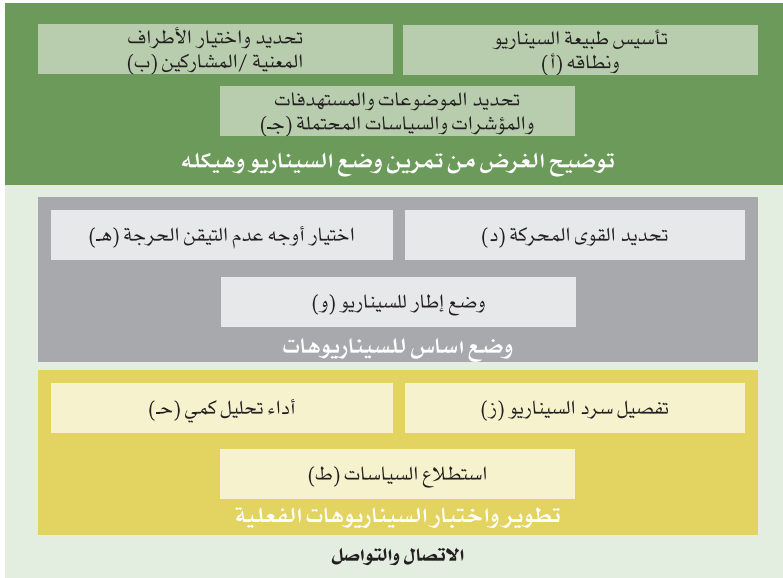 تأسيس طبيعة السيناريو
ونطاقه (أ)
تحديد واختيار الأطراف
المعنية /المشاركين (ب)
تحديد الموضوعات والمستهدفات
والمؤشرات والسياسات المحتملة (جـ)
توضيح الغرض من تمرين وضع السيناريو وهيكله
تحديد القوى المحركة (د)
اختيار أوجه عدم التيقن الحرجة (هـ)
وضع إطار للسيناريو (و)
وضع اساس للسيناريوهات
تفصيل سرد السيناريو (ز)
أداء تحليل كمي (حـ)
استطلاع السياسات (ط)
تطوير واختبار السيناريوهات الفعلية
الاتصال والتواصل